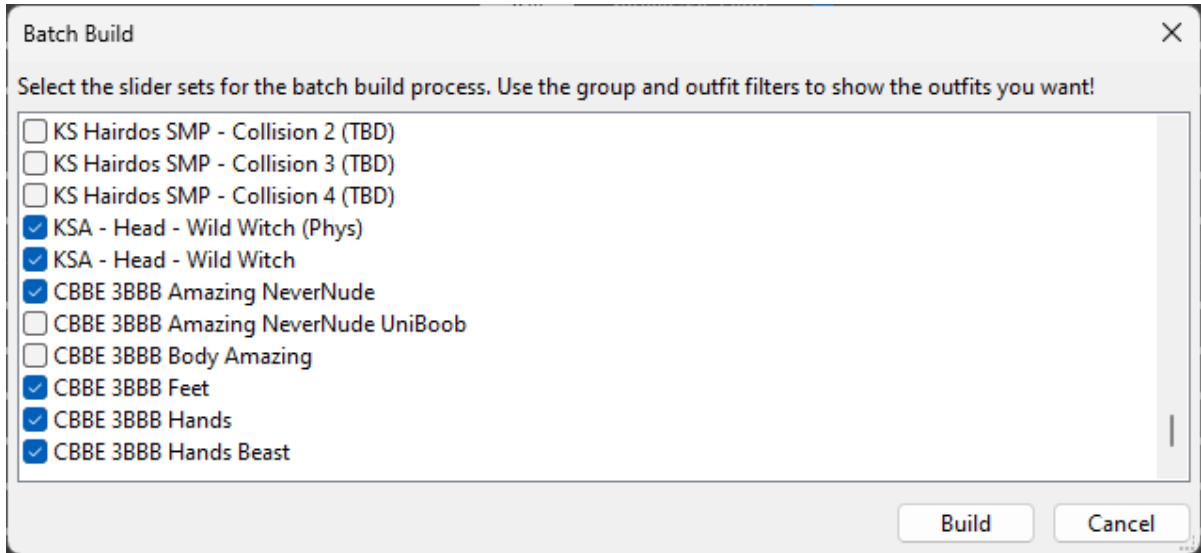 Batch Build
Select the slider sets for the batch build process. Use the group and outfit filters to show the outfits you want!
KS Hairdos SMP - Collision 2 (TBD)
KS Hairdos SMP - Collision 3 (TBD)
KS Hairdos SMP - Collision 4 (TBD)
KSA - Head - Wild Witch (Phys)
KSA - Head - Wild Witch
CBBE 3BBB Amazing NeverNude
CBBE 3BBB Amazing NeverNude UniBoob
CBBE 3BBB Body Amazing
CBBE 3BBB Feet
CBBE 3BBB Hands
CBBE 3BBB Hands Beast
Build Cancel